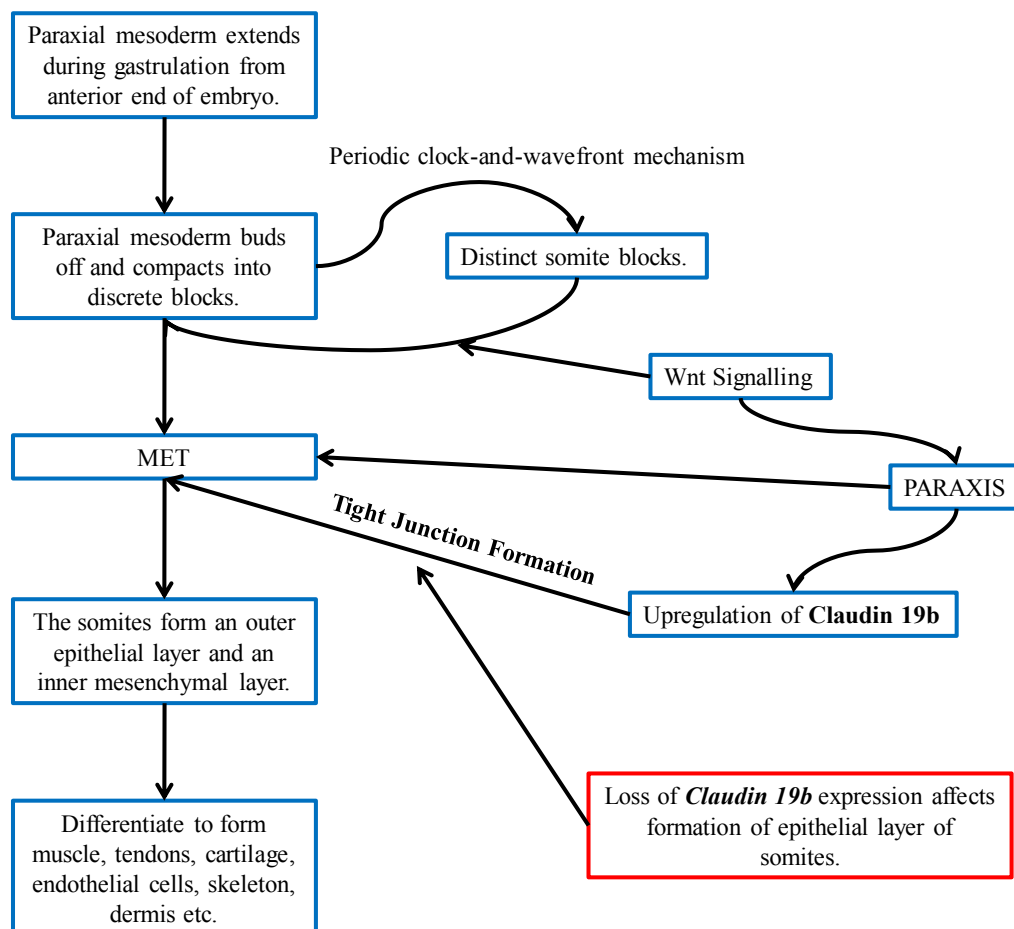 Paraxial mesoderm extends
during gastrulation from
anterior end of embryo.
Periodic clock-and-wavefront mechanism
Paraxial mesoderm buds
off and compacts into
discrete blocks.
Distinct somite blocks.
Wnt Signalling
MET
PARAXIS
Tight Junction Formation
Upregulation of Claudin 19b
The somites form an outer
epithelial layer and an
inner mesenchymal layer.
Loss of Claudin 19b expression affects
formation of epithelial layer of
somites.
Differentiate to form
muscle, tendons, cartilage,
endothelial cells, skeleton,
dermis etc.